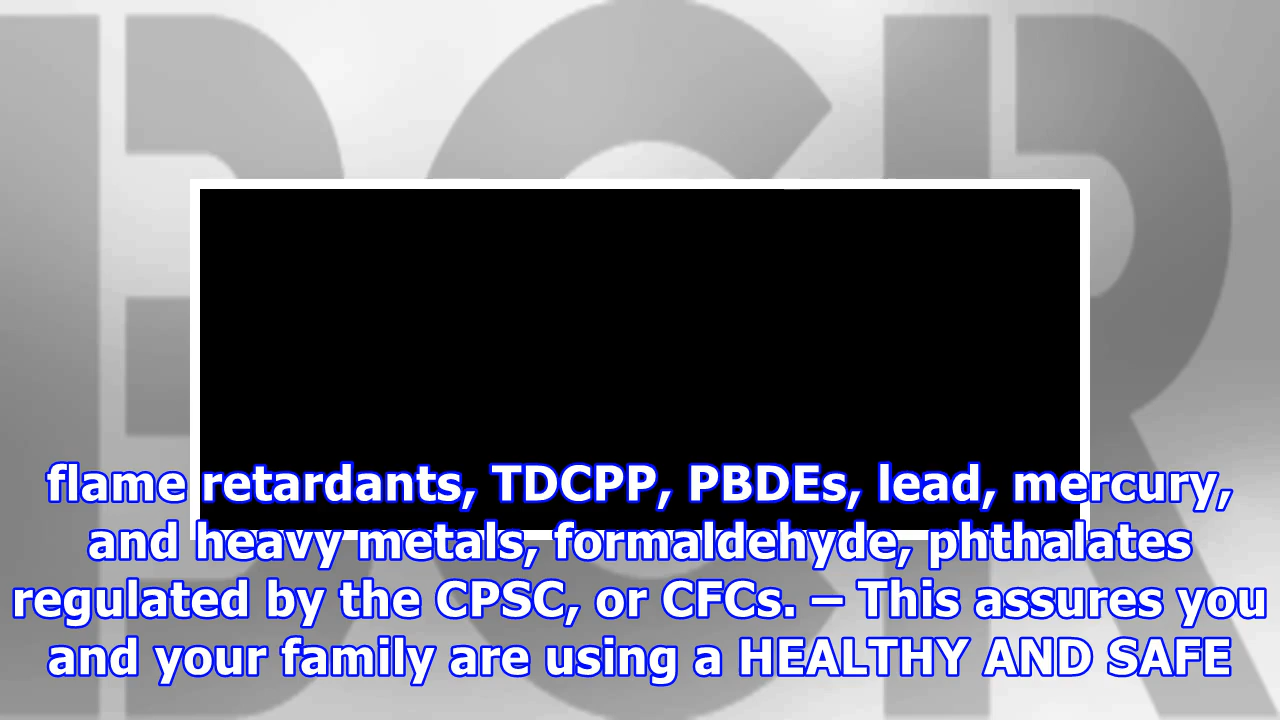 BCR
flame retardants, TDCPP, PBDEs, lead, mercury,
and heavy metals, formaldehyde, phthalates
regulated by the CPSC, or CFCs. – This assures you
and your family are using a HEALTHY AND SAFE